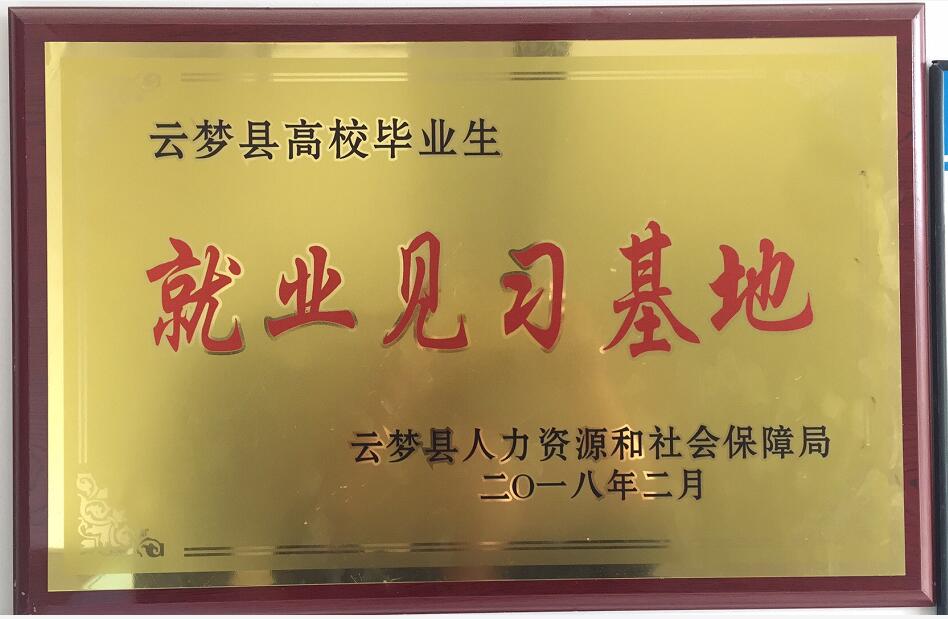 云梦县高校毕业生
就业见习基地
云梦县人力资源和社会保障局
二〇一八年二月